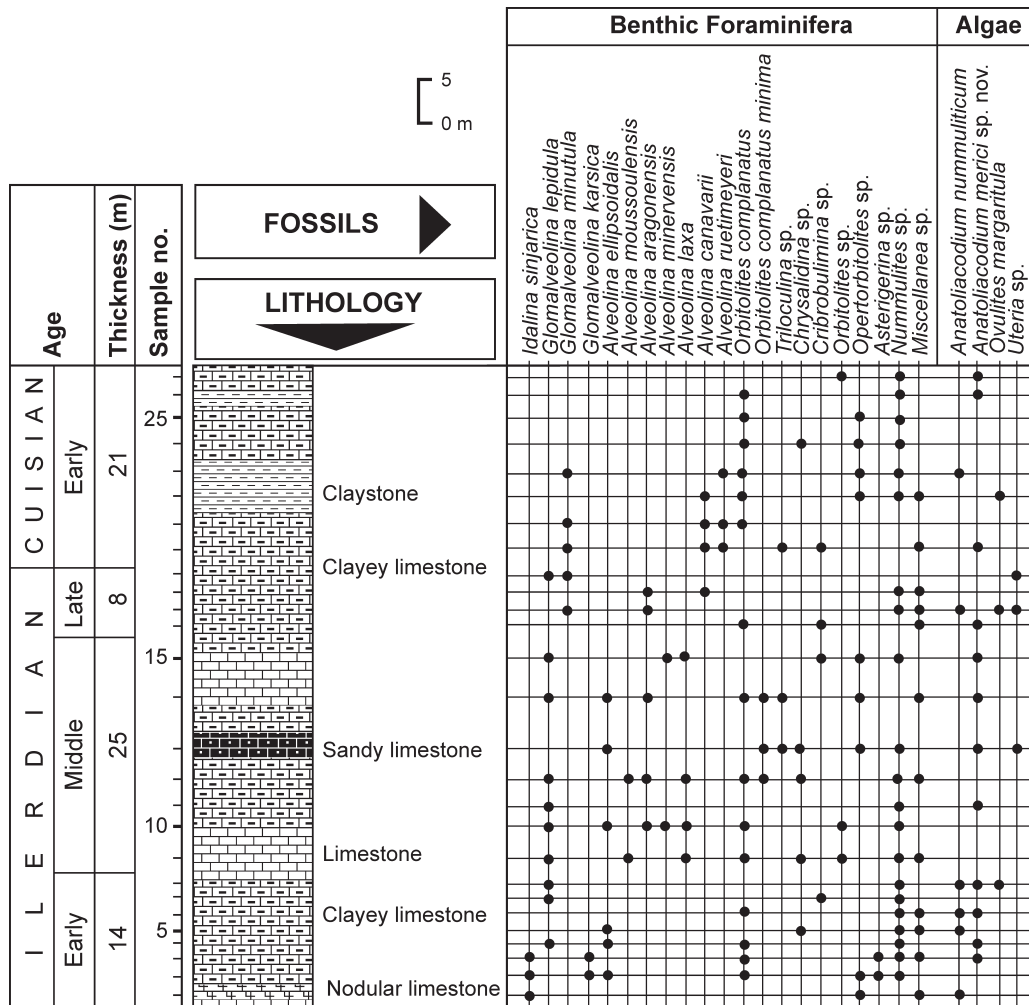 Benthic Foraminifera
Algae
5
0 m
Idalina sinjarica
Glomalveolina lepidula
Glomalveolina minutula
Glomalveolina karsica
Alveolina ellipsoidalis
Alveolina moussoulensis
Alveolina aragonensis
Alveolina minervensis
Alveolina laxa
Alveolina canavarii
Alveolina ruetimeyeri
Orbitolites complanatus
Orbitolites complanatus minima
Triloculina sp.
Chrysalidina sp.
Cribrobulimina sp.
Orbitolites sp.
Opertorbitolites sp.
Asterigerina sp.
Nummulites sp.
Miscellanea sp.
Anatoliacodium nummuliticum
Anatoliacodium merici sp. nov.
Ovulites margaritula
Uteria sp.
Age
Thickness (m)
Sample no.
FOSSILS
LITHOLOGY
CUISIAN
Early
21
25
Claystone
Clayey limestone
ILERDIAN
Late
8
15
Middle
25
Sandy limestone
10
Limestone
Early
14
5
Clayey limestone
Nodular limestone